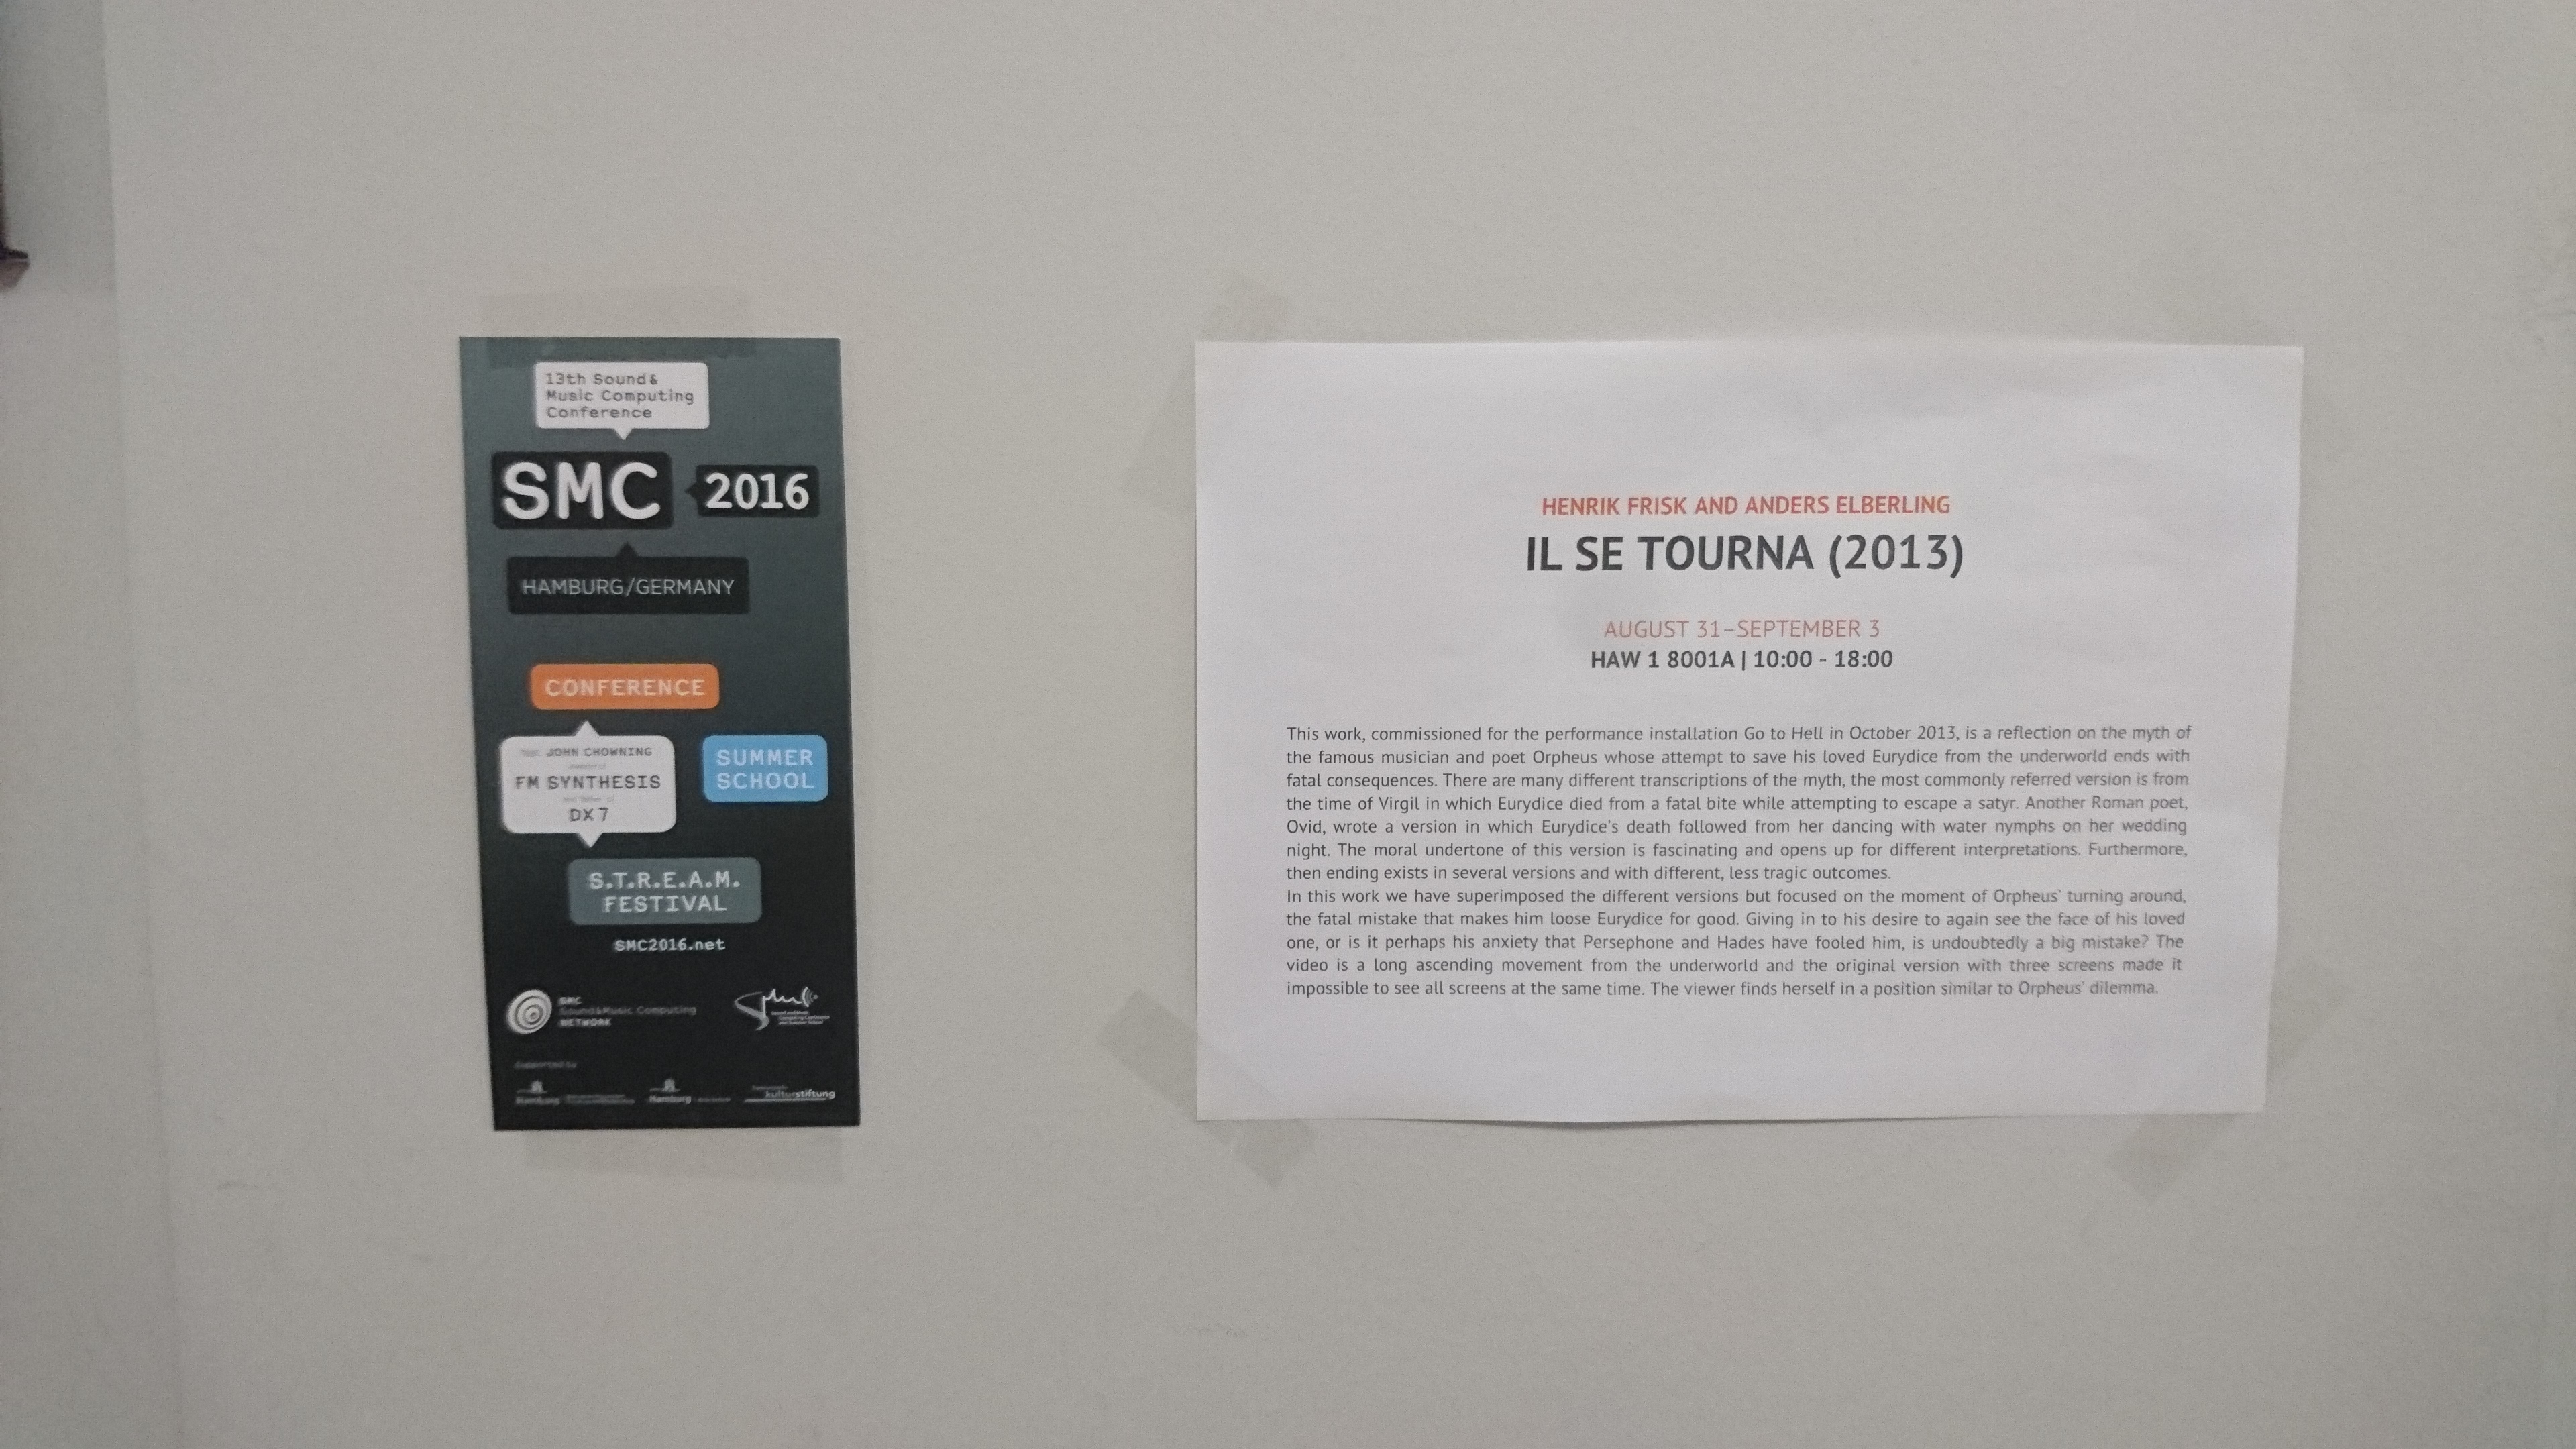 13th Sound &
Music Computing
Conference
SMC
2016
HAMBURG/GERMANY
CONFERENCE
JOHN CHOWNING
FM SYNTHESIS
DX7
SUMMER
SCHOOL
S.T.R.E.A.M.
FESTIVAL
SMC2016.net
SMC
Sound&Music Computing
NETWORK
Supported by
Hamburg
Hamburg
kulturstiftung
HENRIK FRISK AND ANDERS ELBERLING
IL SE TOURNA (2013)
AUGUST 31–SEPTEMBER 3
HAW 1 8001A | 10:00 - 18:00
This work, commissioned for the performance installation Go to Hell in October 2013, is a reflection on the myth of
the famous musician and poet Orpheus whose attempt to save his loved Eurydice from the underworld ends with
fatal consequences. There are many different transcriptions of the myth, the most commonly referred version is from
the time of Virgil in which Eurydice died from a fatal bite while attempting to escape a satyr. Another Roman poet,
Ovid, wrote a version in which Eurydice's death followed from her dancing with water nymphs on her wedding
night. The moral undertone of this version is fascinating and opens up for different interpretations. Furthermore,
then ending exists in several versions and with different, less tragic outcomes.
In this work we have superimposed the different versions but focused on the moment of Orpheus' turning around,
the fatal mistake that makes him loose Eurydice for good. Giving in to his desire to again see the face of his loved
one, or is it perhaps his anxiety that Persephone and Hades have fooled him, is undoubtedly a big mistake? The
video is a long ascending movement from the underworld and the original version with three screens made it
impossible to see all screens at the same time. The viewer finds herself in a position similar to Orpheus' dilemma.